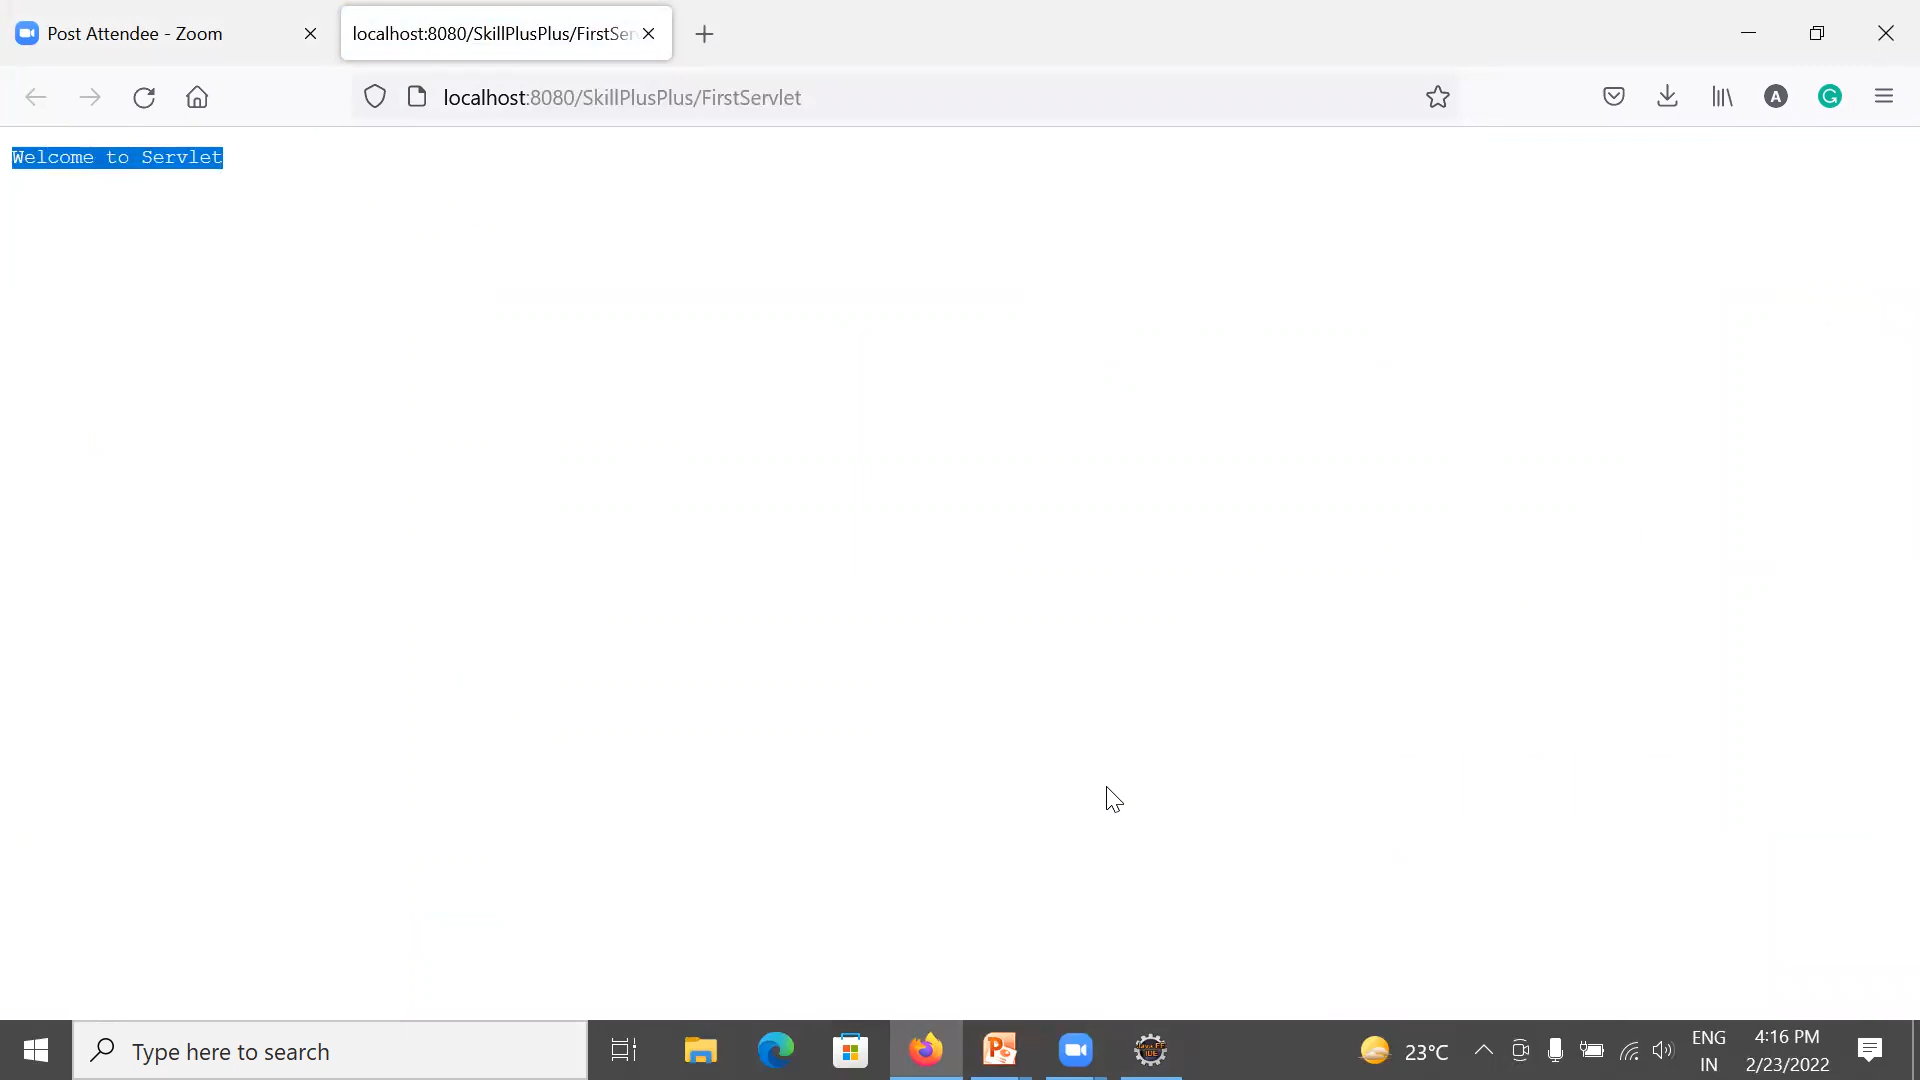 Post Attendee - Zoom
localhost:8080/SkillPlusPlus/FirstSer
localhost:8080/SkillPlusPlus/FirstServlet
A
G
Welcome to Servlet
Type here to search
23°C
ENG
IN
4:16 PM
2/23/2022